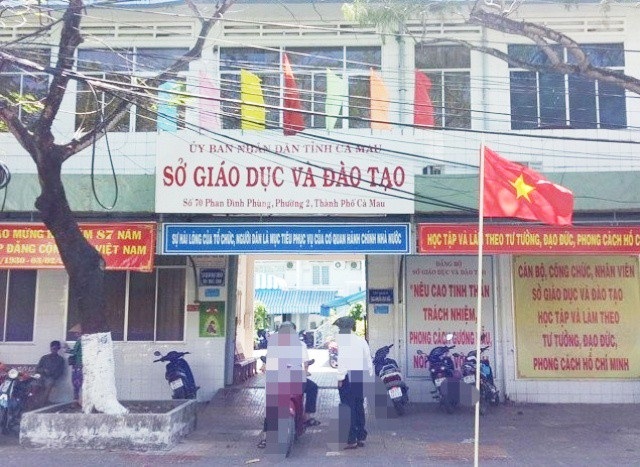 ỦY BAN NHÂN DÂN TỈNH CÀ MAU
SỞ GIÁO DỤC VÀ ĐÀO TẠO
Số 70 Phan Đình Phùng, Phường 2, Thành Phố Cà Mau
MỪNG 87 NĂM
ĐẢNG VIỆT NAM
SỰ HÀI LÒNG CỦA TỔ CHỨC, NGƯỜI DÂN LÀ MỤC TIÊU PHỤC VỤ CỦA CƠ QUAN HÀNH CHÍNH NHÀ NƯỚC
HỌC TẬP VÀ LÀM THEO TƯ TƯỞNG, ĐẠO ĐỨC, PHONG CÁCH HỒ CH
ĐẢNG BỘ
SỞ GIÁO DỤC VÀ ĐÀO TẠO
"NÊU CAO TINH THẦN
TRÁCH NHIỆM,
PHONG CÁCH GƯƠNG MẪU,
CÁN BỘ, CÔNG CHỨC, NHÂN VIÊN
SỞ GIÁO DỤC VÀ ĐÀO TẠO
HỌC TẬP VÀ LÀM THEO
TƯ TƯỞNG, ĐẠO ĐỨC,
PHONG CÁCH HỒ CHÍ MINH